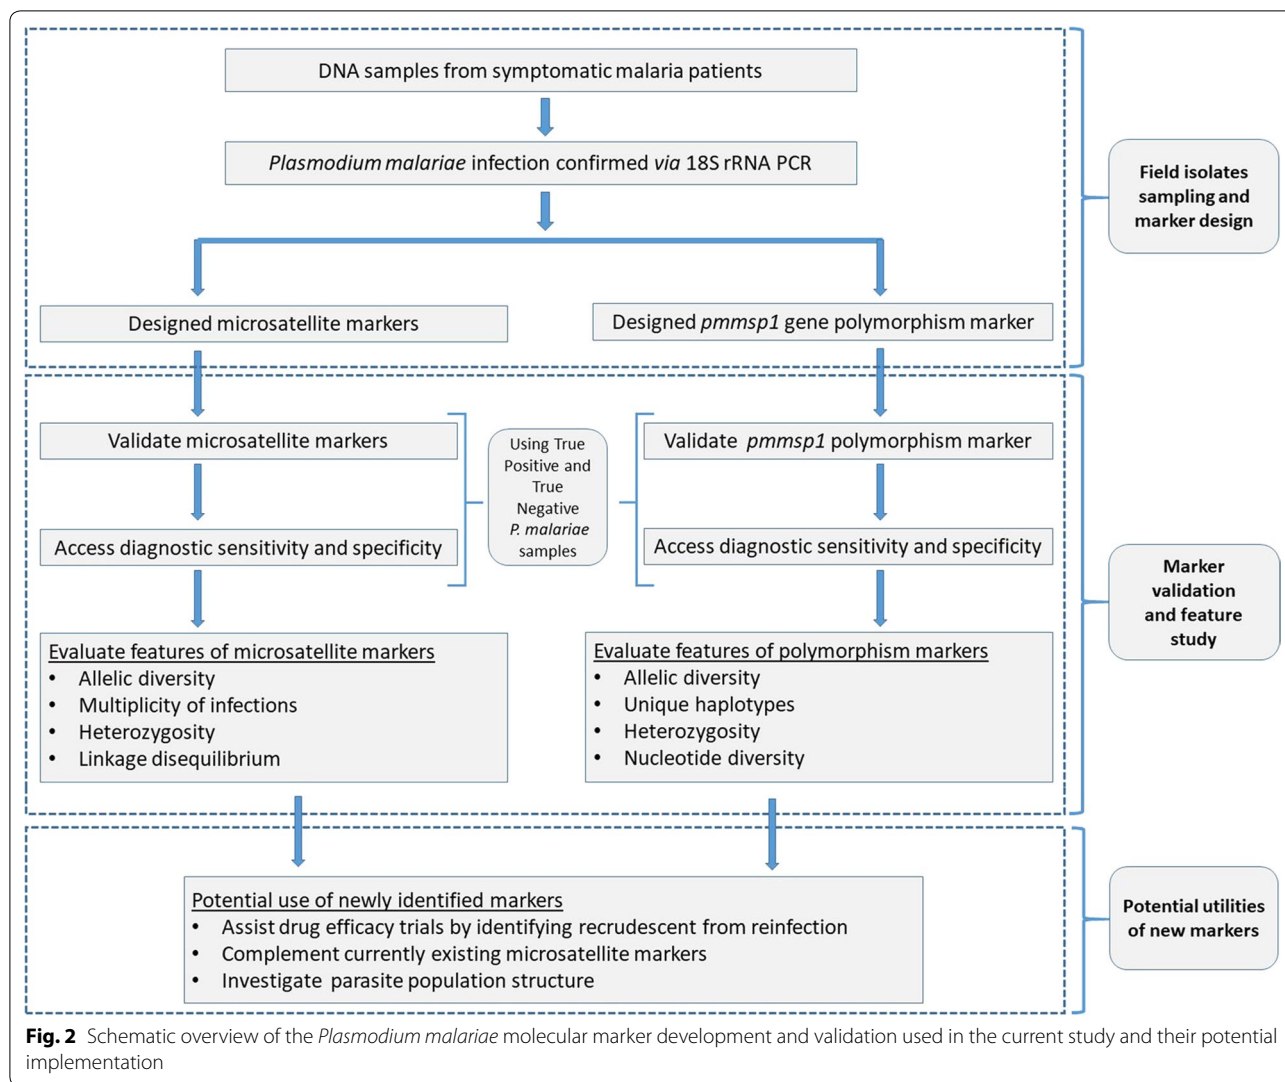 DNA samples from symptomatic malaria patients
Plasmodium malariae infection confirmed via 18S rRNA PCR
Field isolates
sampling and
marker design
Designed microsatellite markers
Designed pmmsp1 gene polymorphism marker
Validate microsatellite markers
Access diagnostic sensitivity and specificity
Using True
Positive and
True
Negative
P. malariae
samples
Validate pmmsp1 polymorphism marker
Access diagnostic sensitivity and specificity
Marker
validation
and feature
study
Evaluate features of microsatellite markers
• Allelic diversity
• Multiplicity of infections
• Heterozygosity
• Linkage disequilibrium
Evaluate features of polymorphism markers
• Allelic diversity
• Unique haplotypes
• Heterozygosity
• Nucleotide diversity
Potential use of newly identified markers
• Assist drug efficacy trials by identifying recrudescent from reinfection
• Complement currently existing microsatellite markers
• Investigate parasite population structure
Potential utilities
of new markers
Fig. 2 Schematic overview of the Plasmodium malariae molecular marker development and validation used in the current study and their potential
implementation